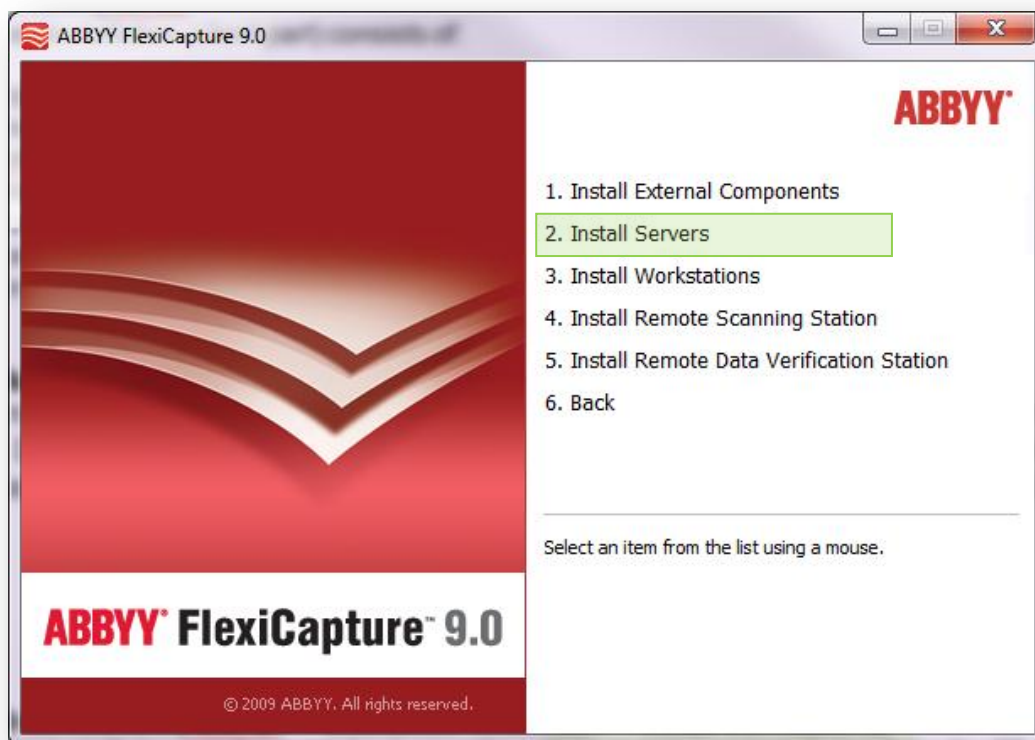 ABBYY FlexiCapture 9.0
ABBYY®
1. Install External Components
2. Install Servers
3. Install Workstations
4. Install Remote Scanning Station
5. Install Remote Data Verification Station
6. Back
Select an item from the list using a mouse.
ABBYY® FlexiCapture™ 9.0
© 2009 ABBYY. All rights reserved.